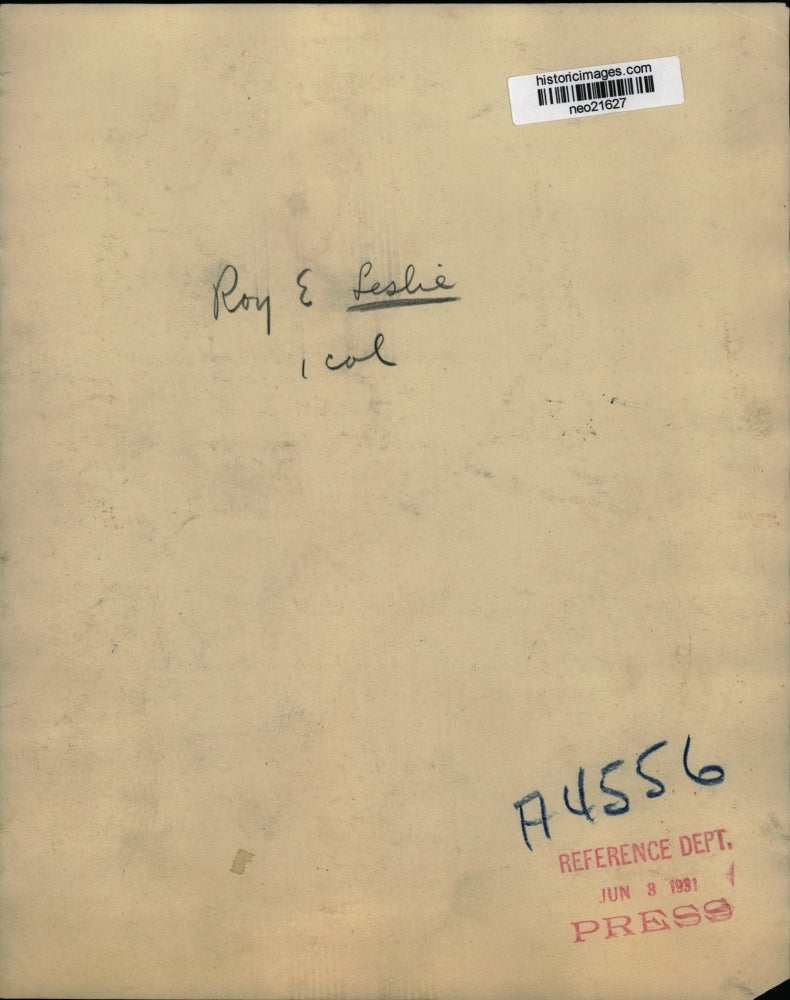 historicimages.com
neo21627
Roy E Leslie
1 col
A4556
REFERENCE DEPT.
JUN 8 1931
PRESS